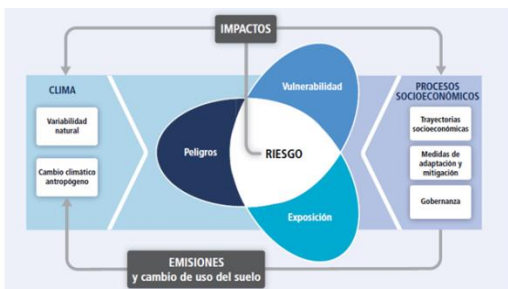 IMPACTOS
CLIMA
Variabilidad
natural
Cambio climático
antropógeno
Vulnerabilidad
Peligros
RIESGO
Exposición
PROCESOS
SOCIOECONÓMICOS
Trayectorias
socioeconómicas
Medidas de
adaptación y
mitigación
Gobernanza
EMISIONES
y cambio de uso del suelo